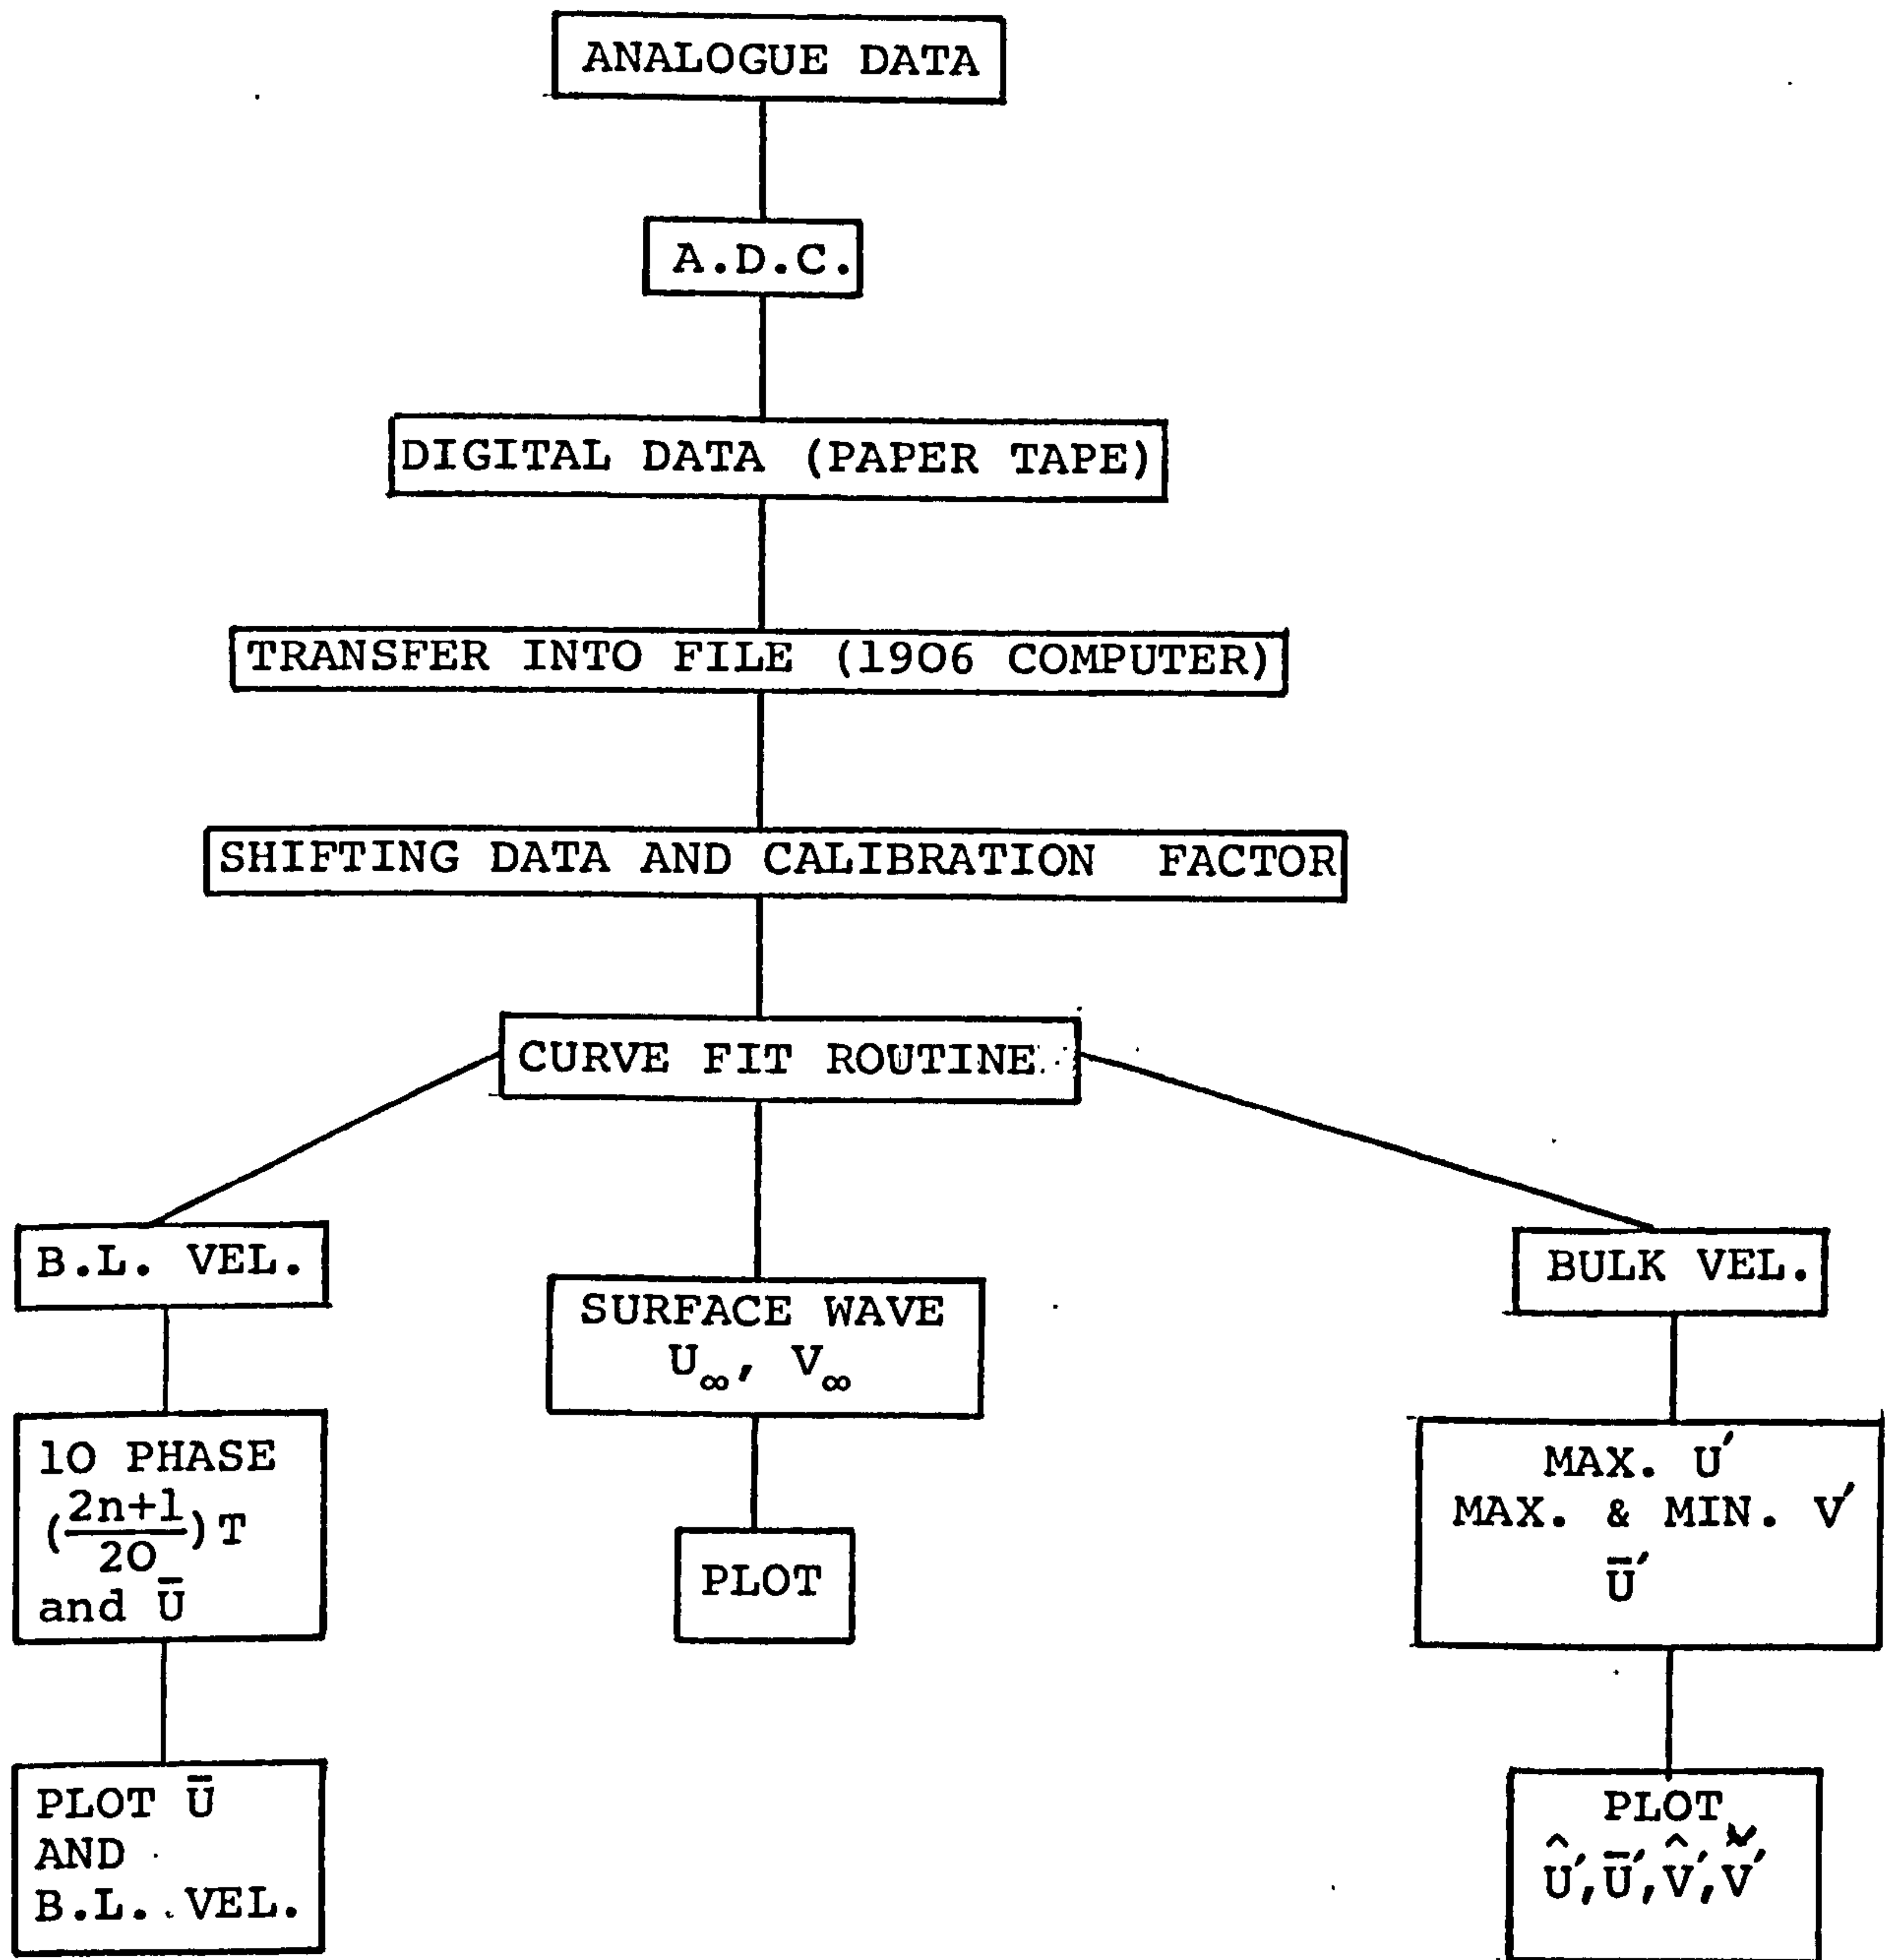 ANALOGUE DATA
A.D.C.
DIGITAL DATA (PAPER TAPE)
TRANSFER INTO FILE (1906 COMPUTER)
SHIFTING DATA AND CALIBRATION FACTOR
CURVE FIT ROUTINE
B.L. VEL.
10 PHASE
(2n+1/20)T
and Ū
PLOT Ū
AND
B.L. VEL.
SURFACE WAVE
U∞, V∞
PLOT
BULK VEL.
MAX. U′
MAX. & MIN. V′
Ū′
PLOT
Û′, Ū′, V̂′, V̌′